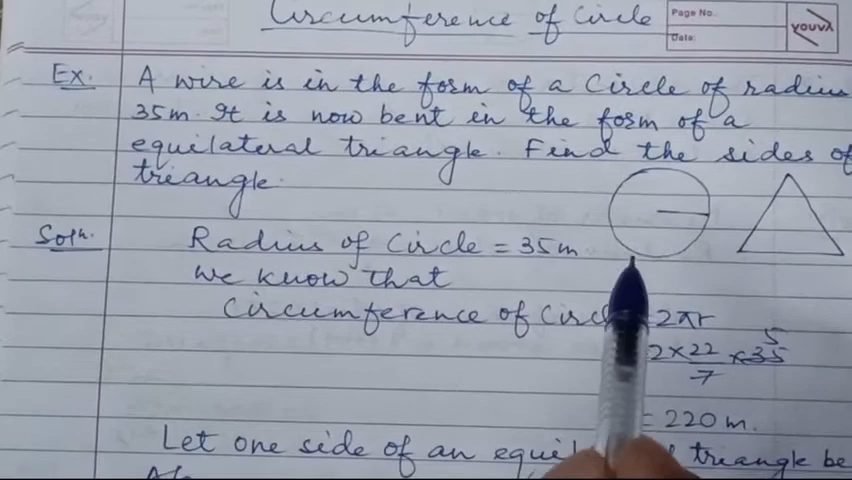 Circumference of Circle
Page No.
Date:
youva
Ex. A wire is in the form of a Circle of radius
35m. It is now bent in the form of a
equilateral triangle. Find the sides of
triangle.
Soln. Radius of Circle = 35m
We know that
Circumference of Circle 2πr
2 × 22/7 × 35 5
= 220 m.
Let one side of an equil triangle be